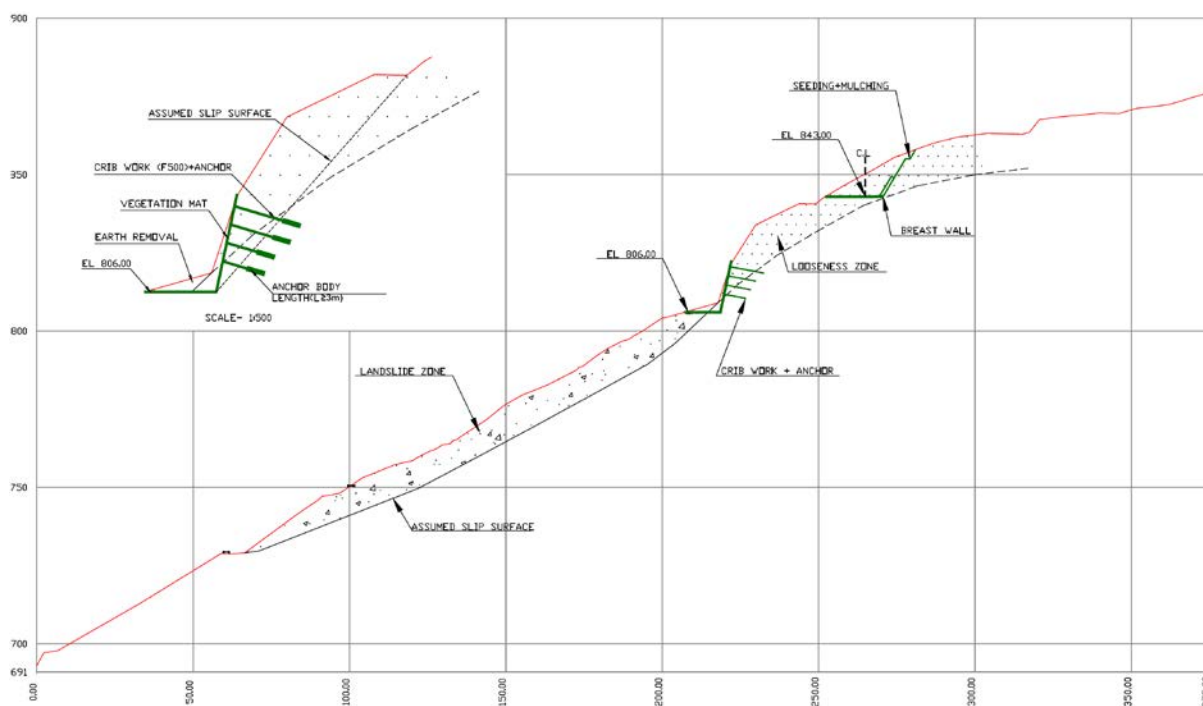 900
SEEDING+MULCHING
ASSUMED SLIP SURFACE
EL 843.00
C.L
CRIB WORK (F500)+ANCHOR
850
VEGETATION MAT
EARTH REMOVAL
BREAST WALL
EL 806.00
EL 806.00
LOOSENESS ZONE
ANCHOR BODY
LENGTH(L≥3m)
SCALE- 1:500
800
LANDSLIDE ZONE
CRIB WORK + ANCHOR
750
ASSUMED SLIP SURFACE
700
691
0.00
50.00
100.00
150.00
200.00
250.00
300.00
350.00